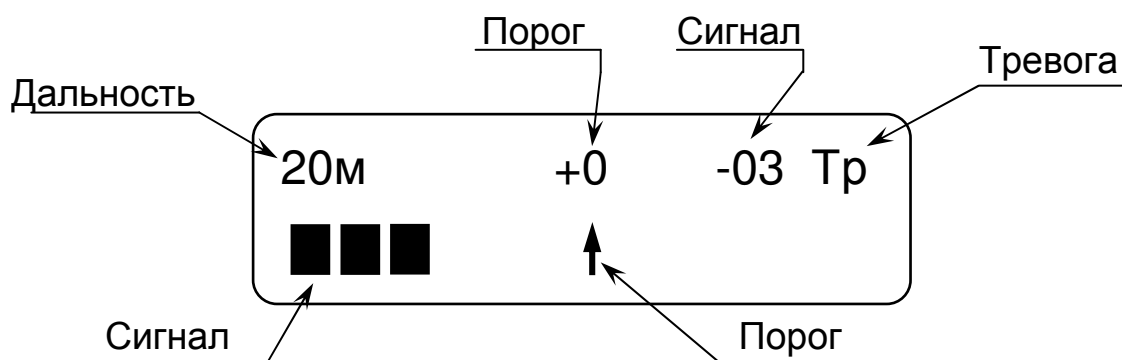 Порог Сигнал
Тревога
Дальность
20м +0 -03 Тр
Сигнал Порог